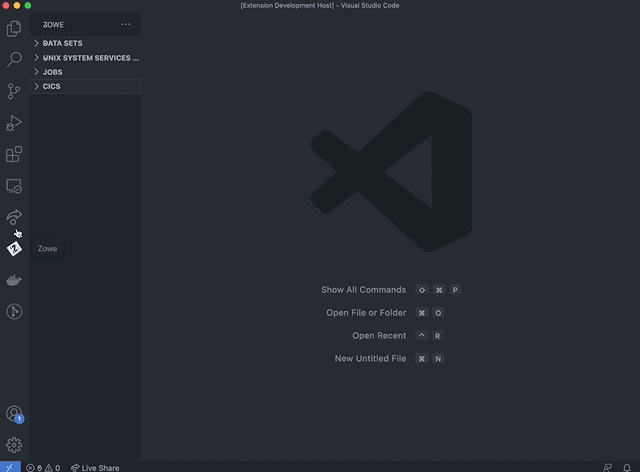 [Extension Development Host] - Visual Studio Code
ZOWE ...
DATA SETS
UNIX SYSTEM SERVICES ...
JOBS
CICS
Zowe
Show All Commands ⇧ ⌘ P
Open File or Folder ⌘ O
Open Recent ^ R
New Untitled File ⌘ N
1
0 0 Live Share